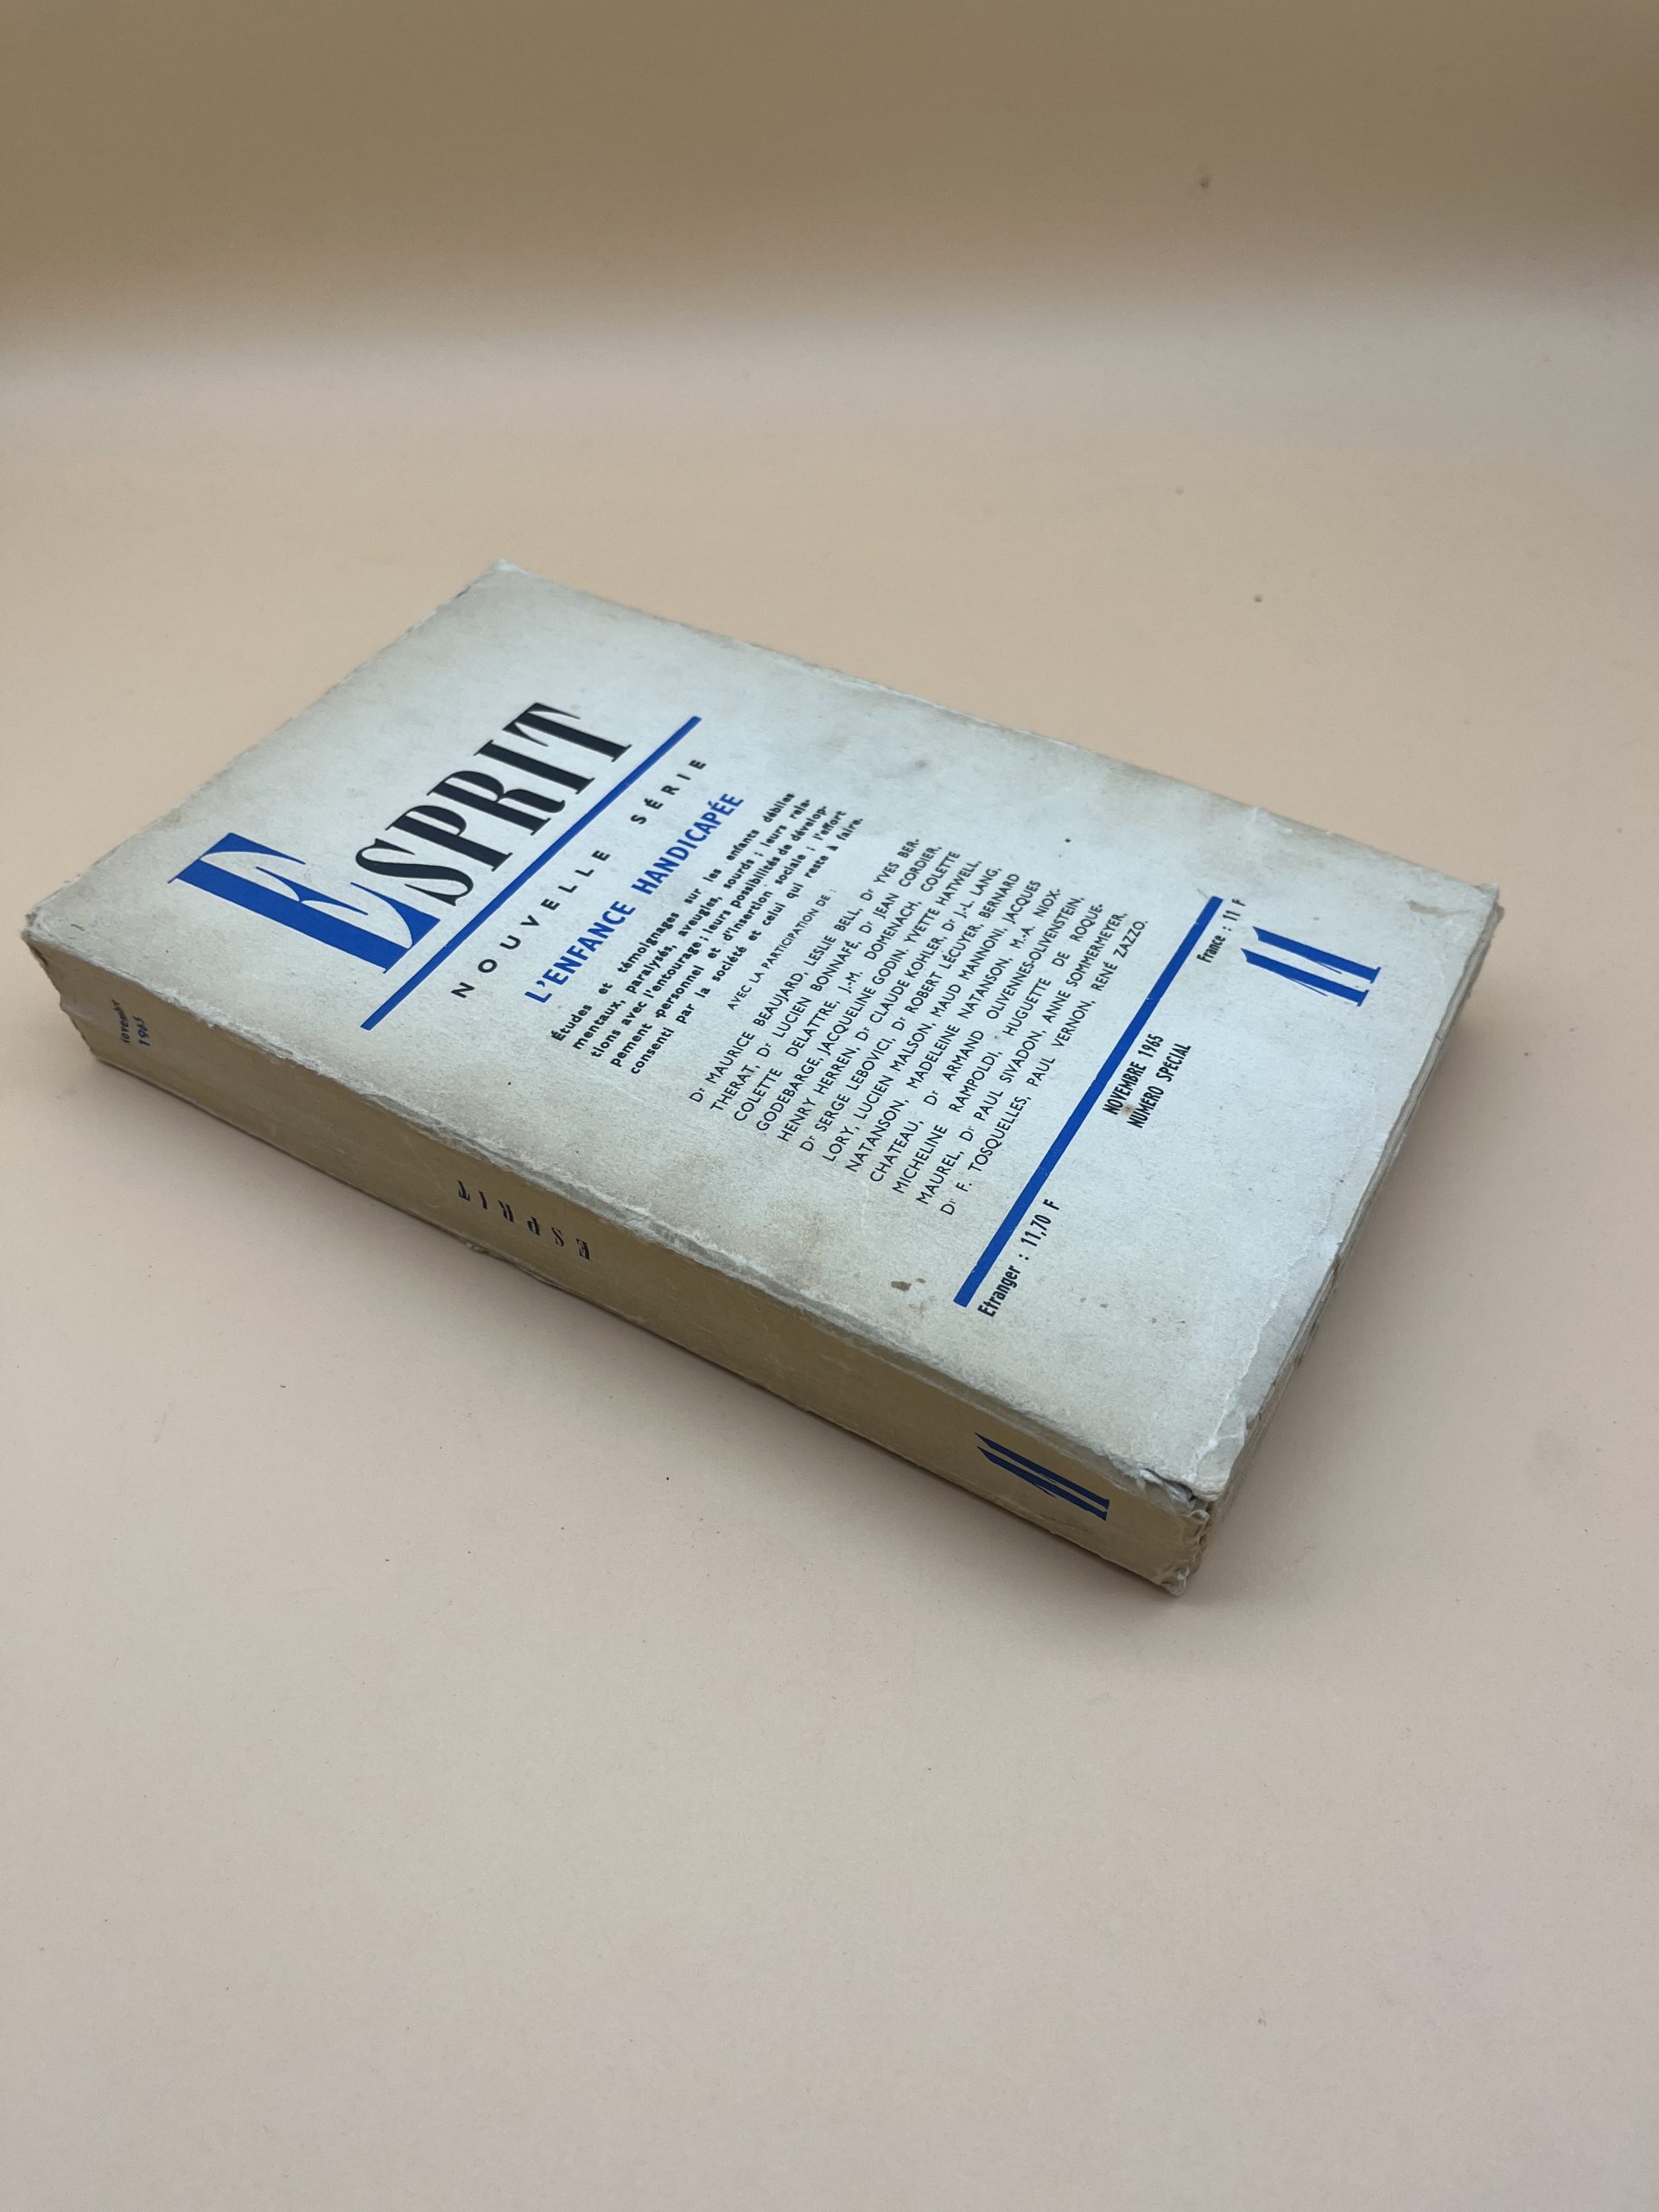 ESPRIT
NOUVELLE SÉRIE
L'ENFANCE HANDICAPÉE
Études et témoignages sur les enfants débiles
mentaux, paralysés, aveugles, sourds ; leurs rela-
tions avec l'entourage ; leurs possibilités de dévelop-
pement personnel et d'insertion sociale ; l'effort
consenti par la société et celui qui reste à faire.
AVEC LA PARTICIPATION DE :
Dr MAURICE BEAUJARD, LESLIE BELL, Dr YVES BER-
THERAT, Dr LUCIEN BONNAFÉ, Dr JEAN CORDIER,
COLETTE DELATTRE, J.-M. DOMENACH, COLETTE
GODEBARGE, JACQUELINE GODIN, YVETTE HATWELL,
HENRY HERREN, Dr CLAUDE KOHLER, Dr J.-L. LANG,
Dr SERGE LEBOVICI, Dr ROBERT LÉCUYER, BERNARD
LORY, LUCIEN MALSON, MAUD MANNONI, JACQUES
NATANSON, MADELEINE NATANSON, M.-A. NIOX-
CHATEAU, Dr ARMAND OLIVENNES-OLIVENSTEIN,
MICHELINE RAMPOLDI, HUGUETTE DE ROQUE-
MAUREL, Dr PAUL SIVADON, ANNE SOMMERMEYER,
Dr F. TOSQUELLES, PAUL VERNON, RENÉ ZAZZO.
Etranger : 11,70 F
NOVEMBRE 1965
NUMERO SPECIAL
France : 11 F
11
novembre
1965
ESPRIT
11